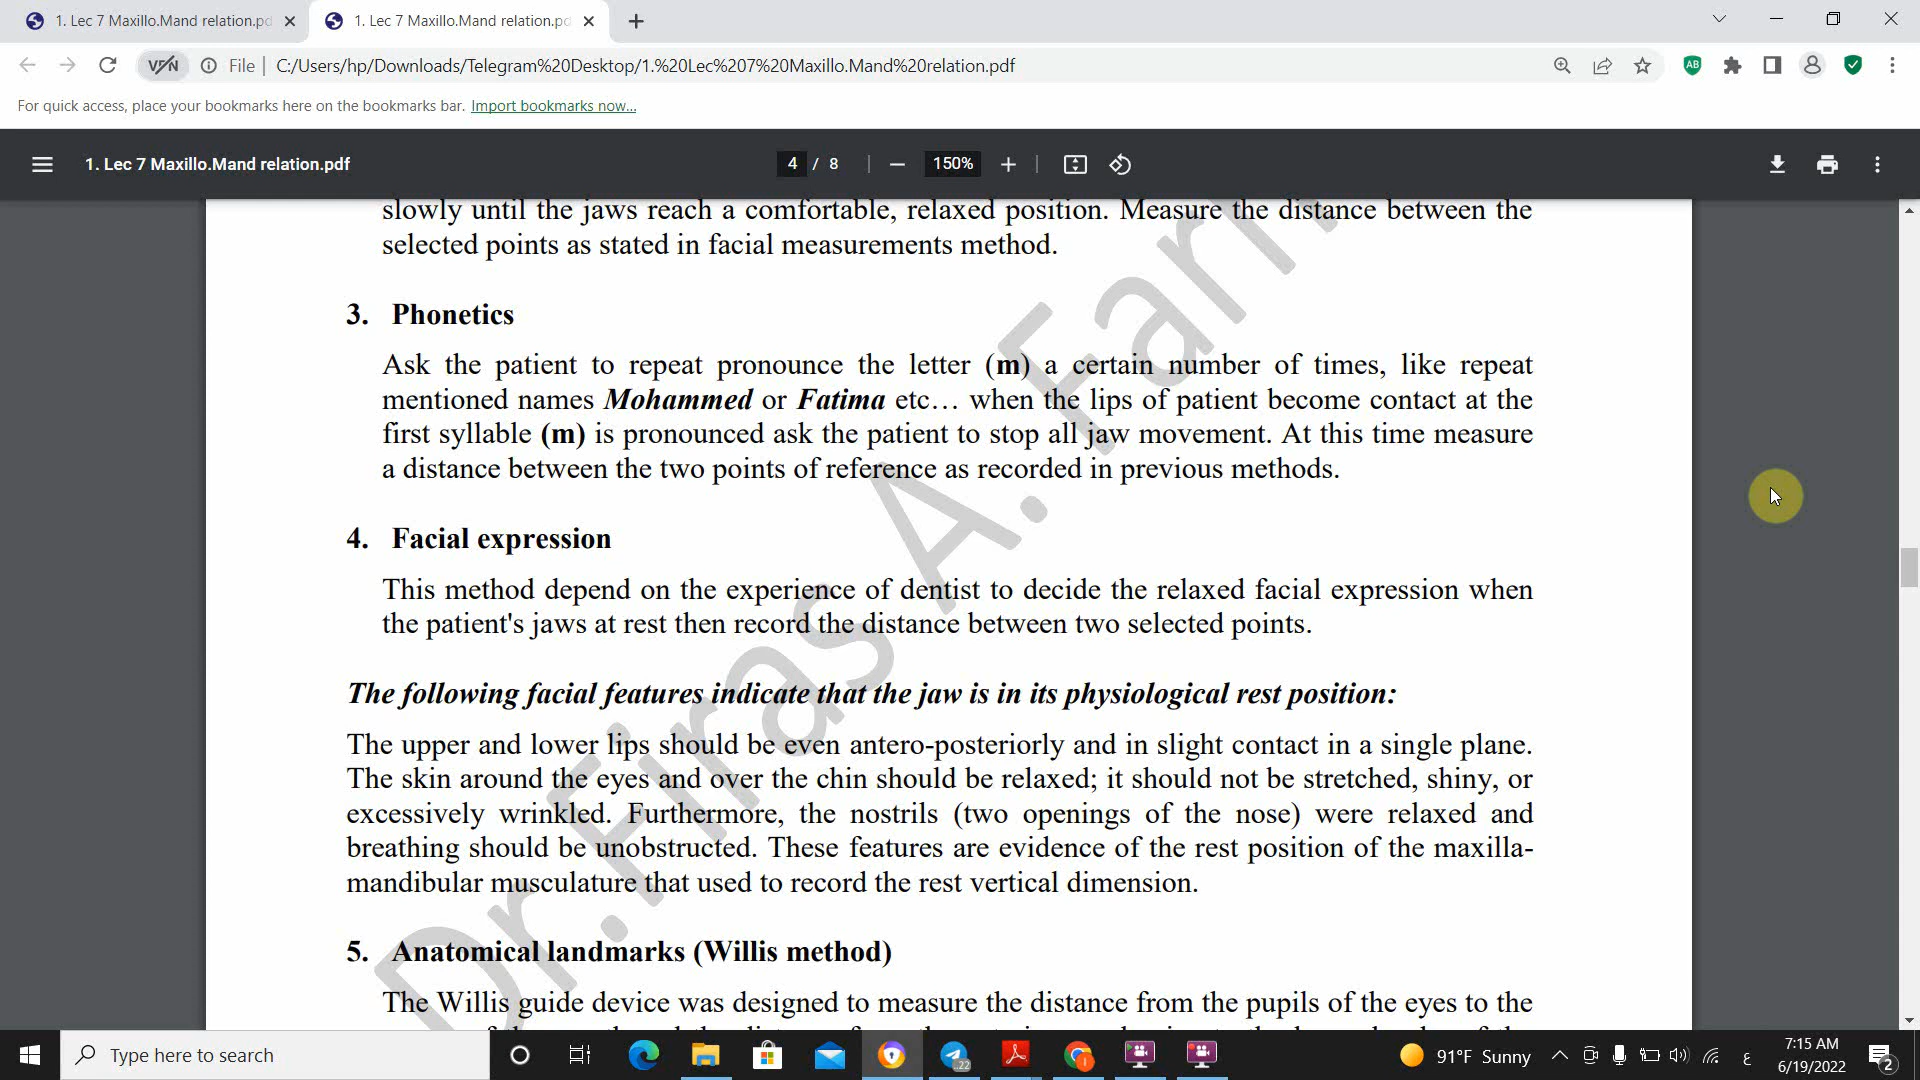 1. Lec 7 Maxillo.Mand relation.pd
1. Lec 7 Maxillo.Mand relation.pd
VPN
File
C:/Users/hp/Downloads/Telegram%20Desktop/1.%20Lec%207%20Maxillo.Mand%20relation.pdf
AB
For quick access, place your bookmarks here on the bookmarks bar. Import bookmarks now...
1. Lec 7 Maxillo.Mand relation.pdf
4 / 8
150%
slowly until the jaws reach a comfortable, relaxed position. Measure the distance between the
selected points as stated in facial measurements method.
3. Phonetics
Ask the patient to repeat pronounce the letter (m) a certain number of times, like repeat
mentioned names Mohammed or Fatima etc… when the lips of patient become contact at the
first syllable (m) is pronounced ask the patient to stop all jaw movement. At this time measure
a distance between the two points of reference as recorded in previous methods.
4. Facial expression
This method depend on the experience of dentist to decide the relaxed facial expression when
the patient's jaws at rest then record the distance between two selected points.
The following facial features indicate that the jaw is in its physiological rest position:
The upper and lower lips should be even antero-posteriorly and in slight contact in a single plane.
The skin around the eyes and over the chin should be relaxed; it should not be stretched, shiny, or
excessively wrinkled. Furthermore, the nostrils (two openings of the nose) were relaxed and
breathing should be unobstructed. These features are evidence of the rest position of the maxilla-
mandibular musculature that used to record the rest vertical dimension.
5. Anatomical landmarks (Willis method)
The Willis guide device was designed to measure the distance from the pupils of the eyes to the
Dr.Firas A. Farh
Type here to search
22
91°F Sunny
ع
7:15 AM
6/19/2022
2